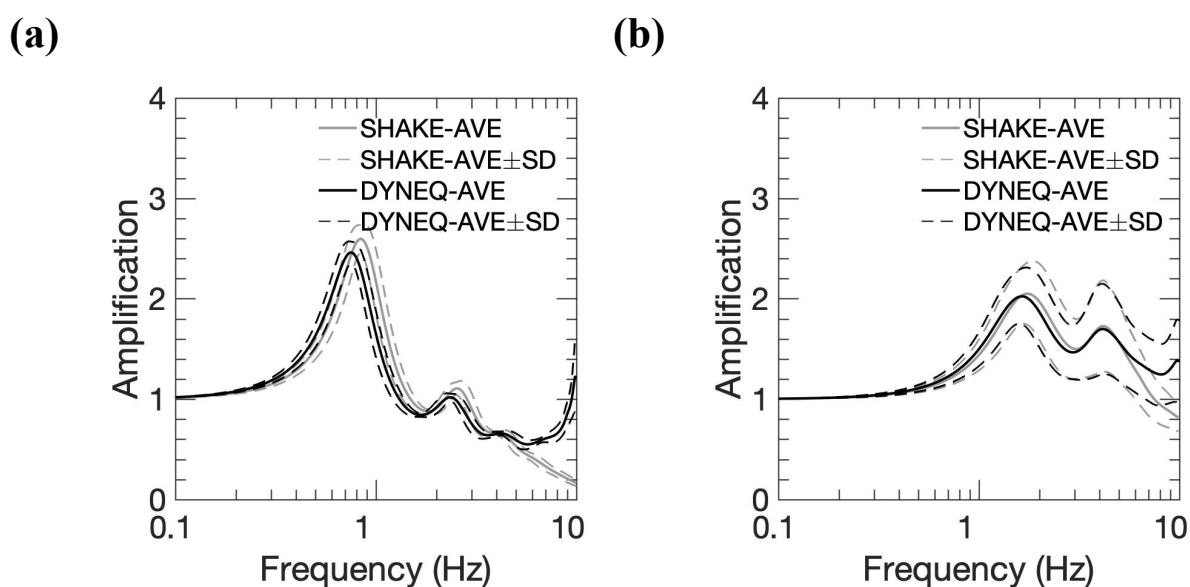 (a)
4
3
2
1
0
0.1
1
10
Amplification
Frequency (Hz)
SHAKE-AVE
SHAKE-AVE±SD
DYNEQ-AVE
DYNEQ-AVE±SD
(b)
4
3
2
1
0
0.1
1
10
Amplification
Frequency (Hz)
SHAKE-AVE
SHAKE-AVE±SD
DYNEQ-AVE
DYNEQ-AVE±SD